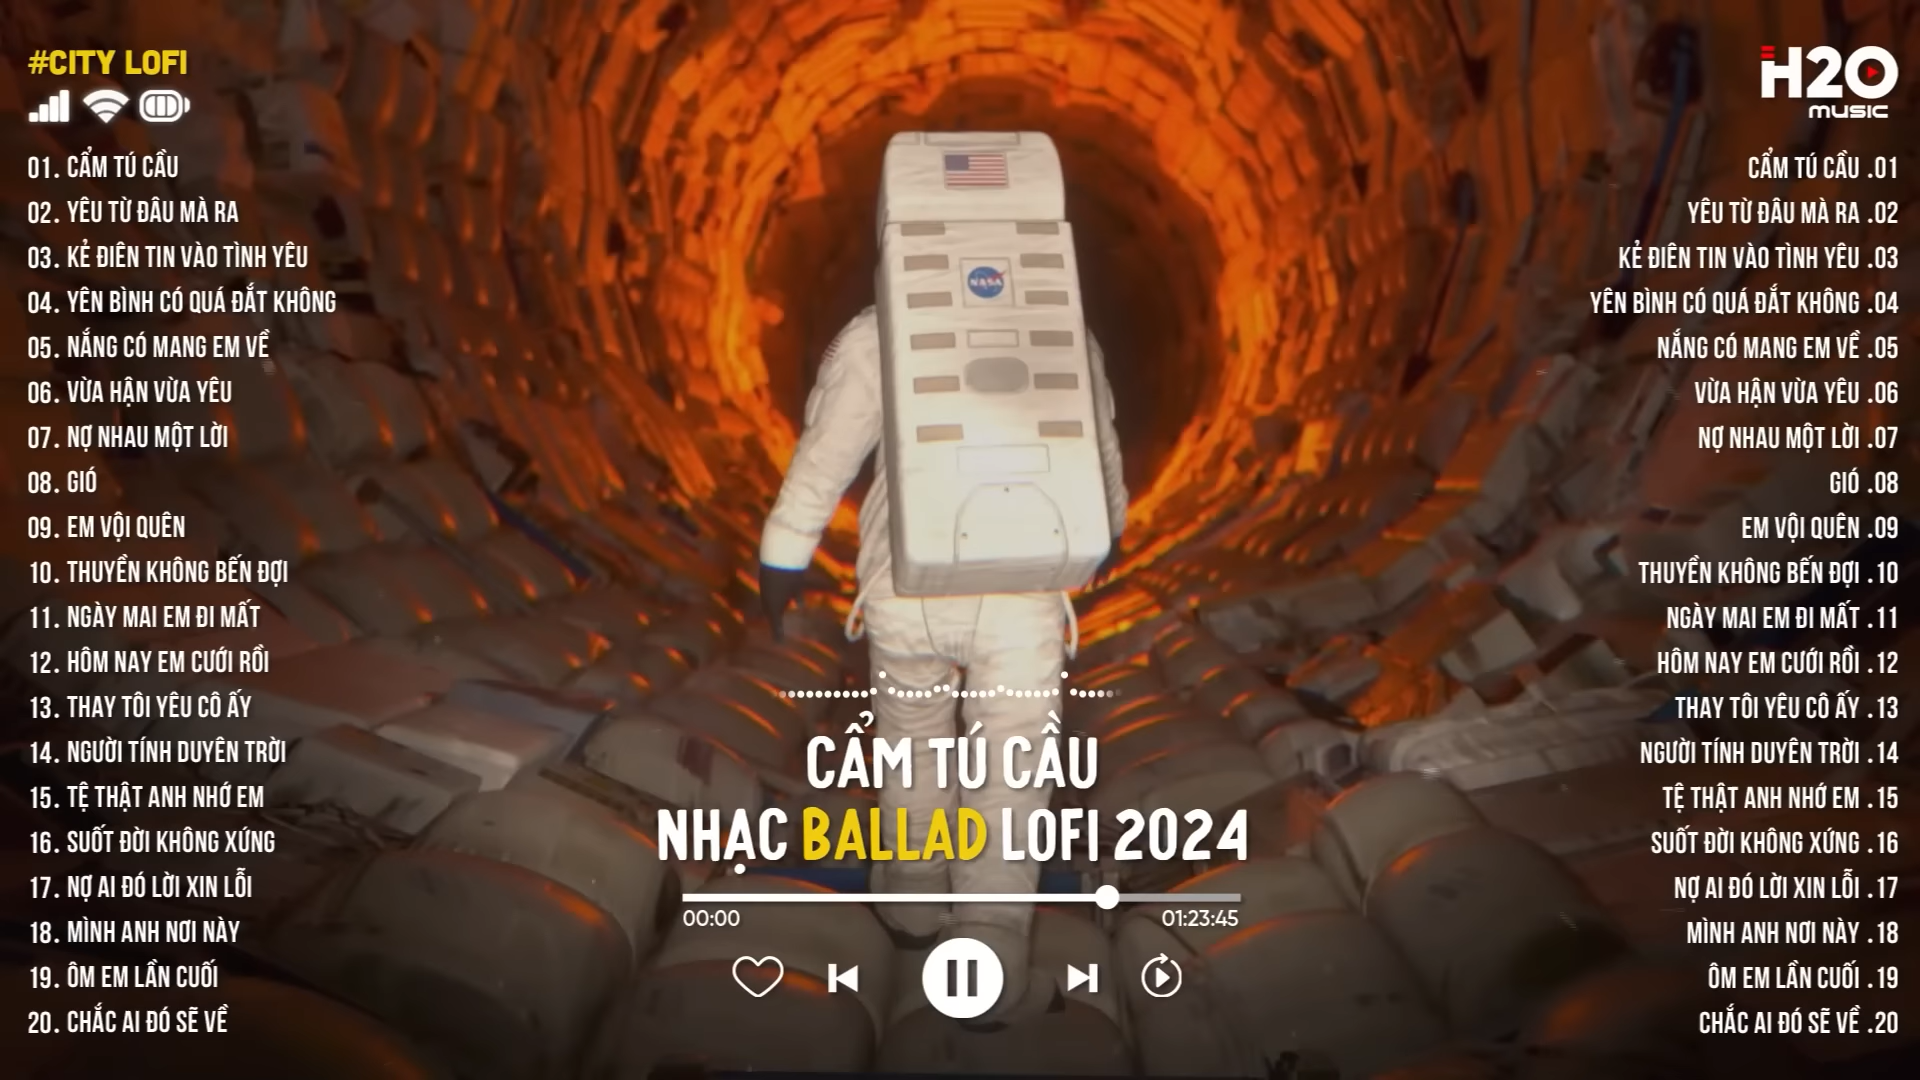 #CITY LOFI
01. CẨM TÚ CẦU
02. YÊU TỪ ĐÂU MÀ RA
03. KẺ ĐIÊN TIN VÀO TÌNH YÊU
04. YÊN BÌNH CÓ QUÁ ĐẮT KHÔNG
05. NẮNG CÓ MANG EM VỀ
06. VỪA HẬN VỪA YÊU
07. NỢ NHAU MỘT LỜI
08. GIÓ
09. EM VỘI QUÊN
10. THUYỀN KHÔNG BẾN ĐỢI
11. NGÀY MAI EM ĐI MẤT
12. HÔM NAY EM CƯỚI RỒI
13. THAY TÔI YÊU CÔ ẤY
14. NGƯỜI TÍNH DUYÊN TRỜI
15. TỆ THẬT ANH NHỚ EM
16. SUỐT ĐỜI KHÔNG XỨNG
17. NỢ AI ĐÓ LỜI XIN LỖI
18. MÌNH ANH NƠI NÀY
19. ÔM EM LẦN CUỐI
20. CHẮC AI ĐÓ SẼ VỀ
NASA
CẨM TÚ CẦU
NHẠC BALLAD LOFI 2024
00:00
01:23:45
H2O
MUSIC
CẨM TÚ CẦU .01
YÊU TỪ ĐÂU MÀ RA .02
KẺ ĐIÊN TIN VÀO TÌNH YÊU .03
YÊN BÌNH CÓ QUÁ ĐẮT KHÔNG .04
NẮNG CÓ MANG EM VỀ .05
VỪA HẬN VỪA YÊU .06
NỢ NHAU MỘT LỜI .07
GIÓ .08
EM VỘI QUÊN .09
THUYỀN KHÔNG BẾN ĐỢI .10
NGÀY MAI EM ĐI MẤT .11
HÔM NAY EM CƯỚI RỒI .12
THAY TÔI YÊU CÔ ẤY .13
NGƯỜI TÍNH DUYÊN TRỜI .14
TỆ THẬT ANH NHỚ EM .15
SUỐT ĐỜI KHÔNG XỨNG .16
NỢ AI ĐÓ LỜI XIN LỖI .17
MÌNH ANH NƠI NÀY .18
ÔM EM LẦN CUỐI .19
CHẮC AI ĐÓ SẼ VỀ .20